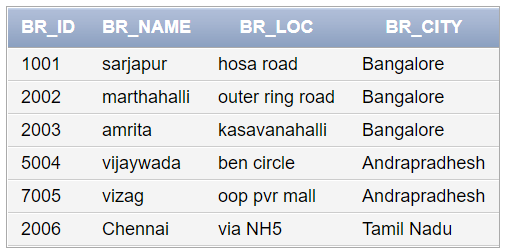 BR_ID BR_NAME BR_LOC BR_CITY
1001 sarjapur hosa road Bangalore
2002 marthahalli outer ring road Bangalore
2003 amrita kasavanahalli Bangalore
5004 vijaywada ben circle Andrapradhesh
7005 vizag oop pvr mall Andrapradhesh
2006 Chennai via NH5 Tamil Nadu